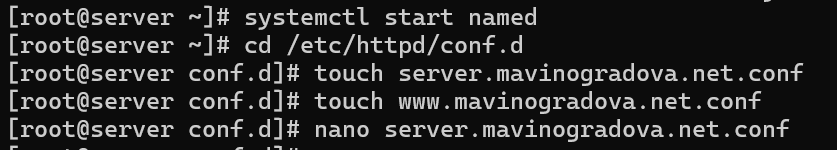 [root@server ~]# systemctl start named
[root@server ~]# cd /etc/httpd/conf.d
[root@server conf.d]# touch server.mavinogradova.net.conf
[root@server conf.d]# touch www.mavinogradova.net.conf
[root@server conf.d]# nano server.mavinogradova.net.conf